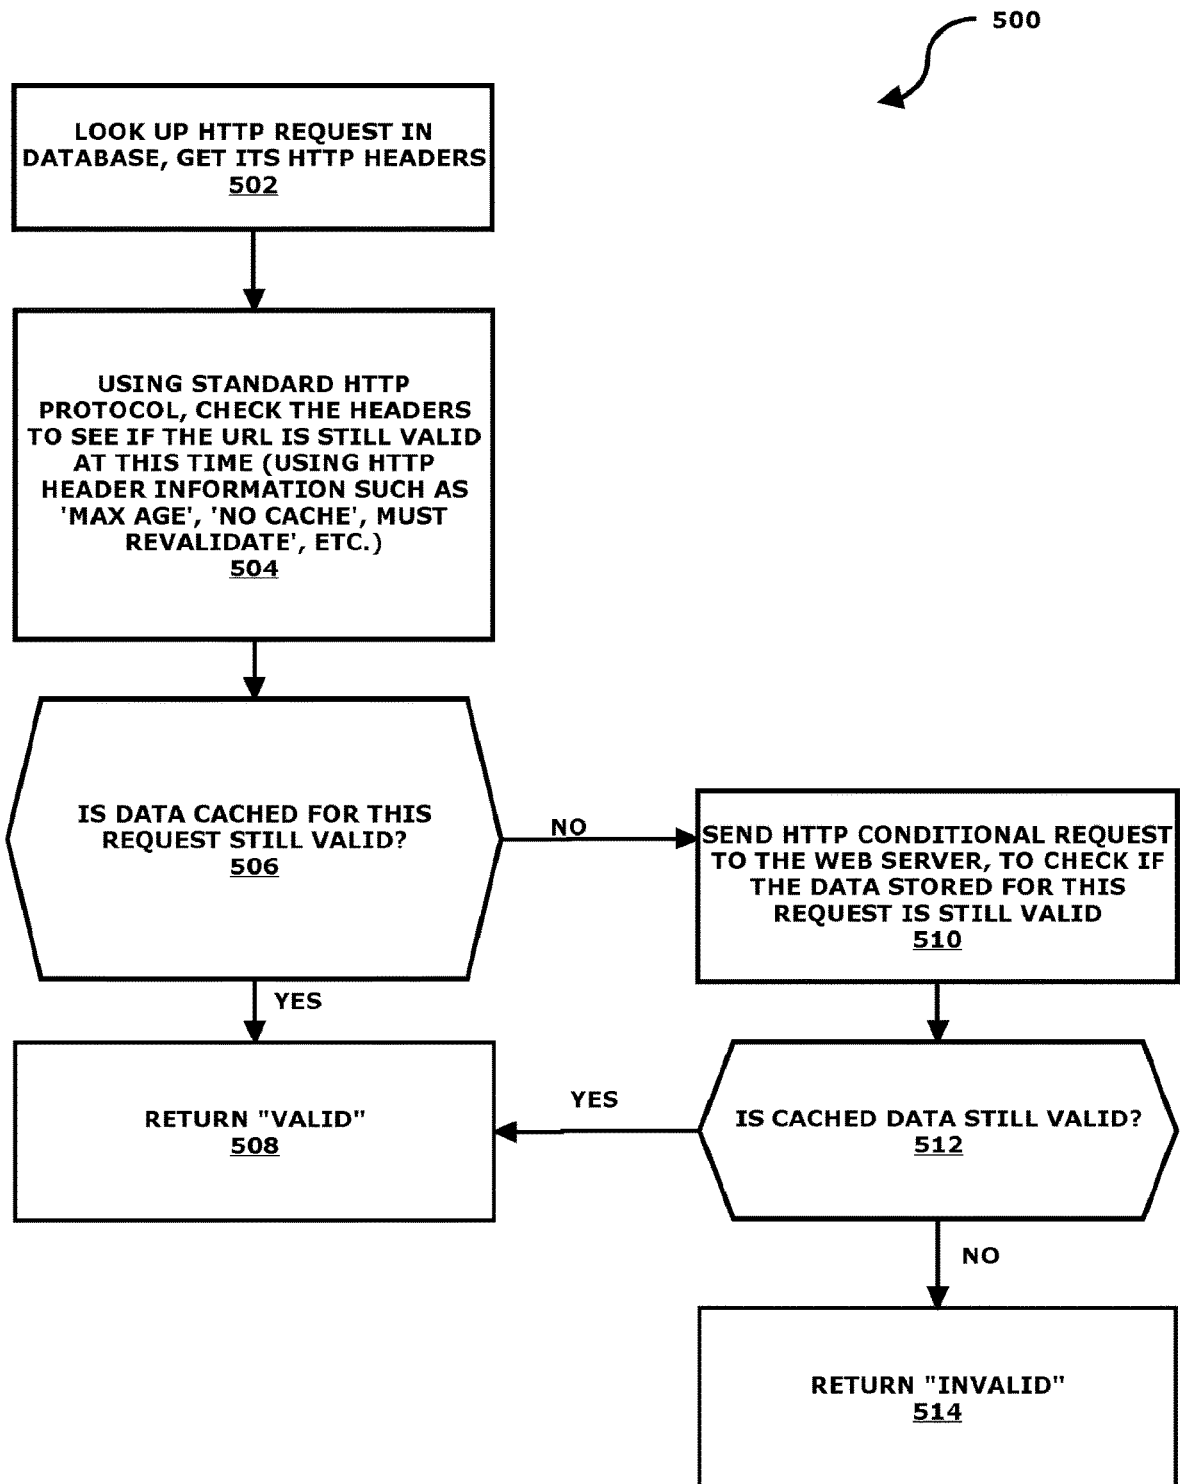 500
LOOK UP HTTP REQUEST IN
DATABASE, GET ITS HTTP HEADERS
502
USING STANDARD HTTP
PROTOCOL, CHECK THE HEADERS
TO SEE IF THE URL IS STILL VALID
AT THIS TIME (USING HTTP
HEADER INFORMATION SUCH AS
'MAX AGE', 'NO CACHE', MUST
REVALIDATE', ETC.)
504
IS DATA CACHED FOR THIS
REQUEST STILL VALID?
506
NO
SEND HTTP CONDITIONAL REQUEST
TO THE WEB SERVER, TO CHECK IF
THE DATA STORED FOR THIS
REQUEST IS STILL VALID
510
YES
RETURN "VALID"
508
YES
IS CACHED DATA STILL VALID?
512
NO
RETURN "INVALID"
514